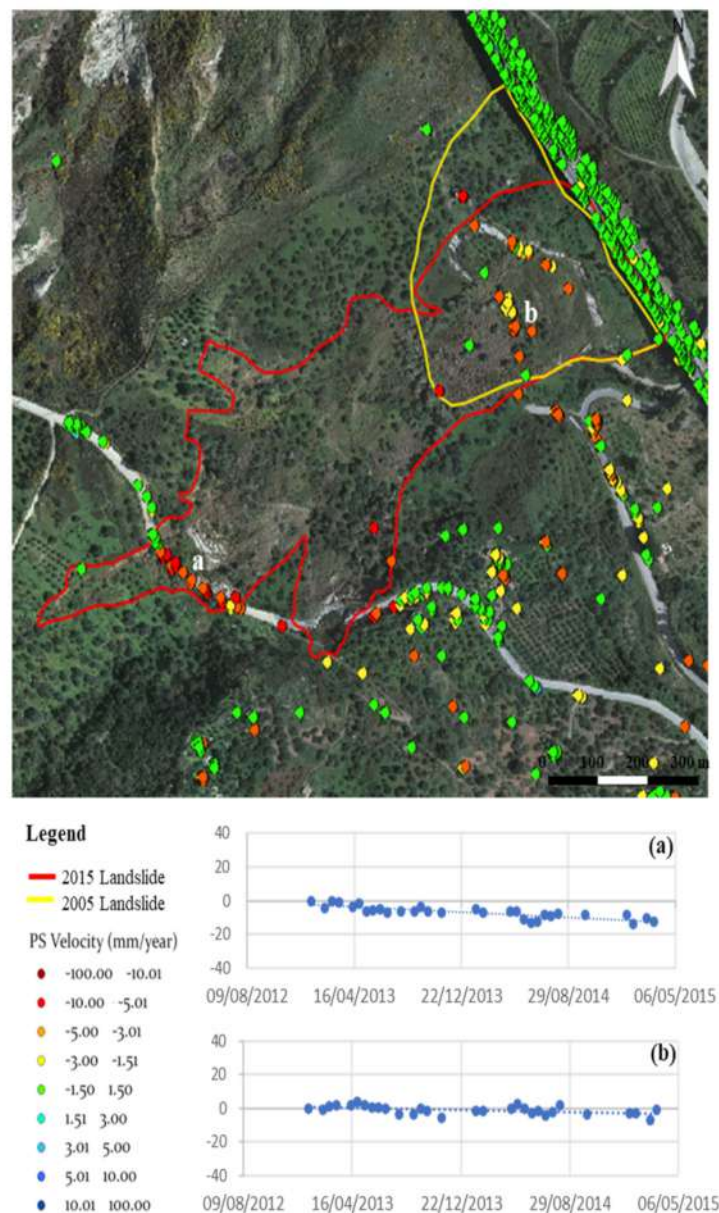 N
b
a
0 100 200 300 m
Legend
2015 Landslide
2005 Landslide
PS Velocity (mm/year)
-100.00 -10.01
-10.00 -5.01
-5.00 -3.01
-3.00 -1.51
-1.50 1.50
1.51 3.00
3.01 5.00
5.01 10.00
10.01 100.00
(a)
40
20
0
-20
-40
09/08/2012 16/04/2013 22/12/2013 29/08/2014 06/05/2015
(b)
40
20
0
-20
-40
09/08/2012 16/04/2013 22/12/2013 29/08/2014 06/05/2015